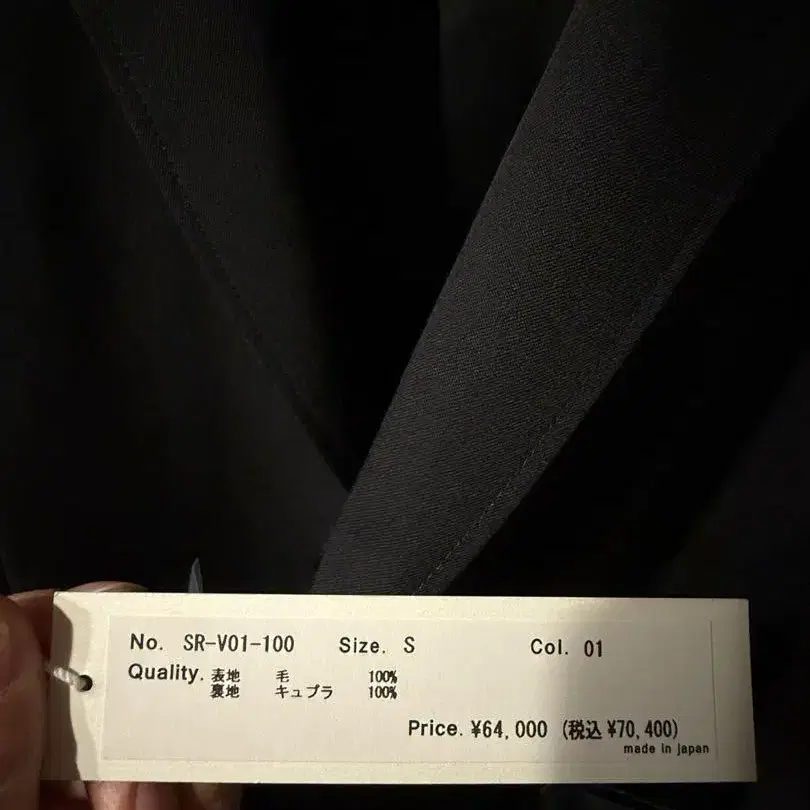 No. SR-V01-100 Size. S Col. 01
Quality. 表地 毛 100%
裏地 キュプラ 100%
Price. ¥64,000 (税込 ¥70,400)
made in japan